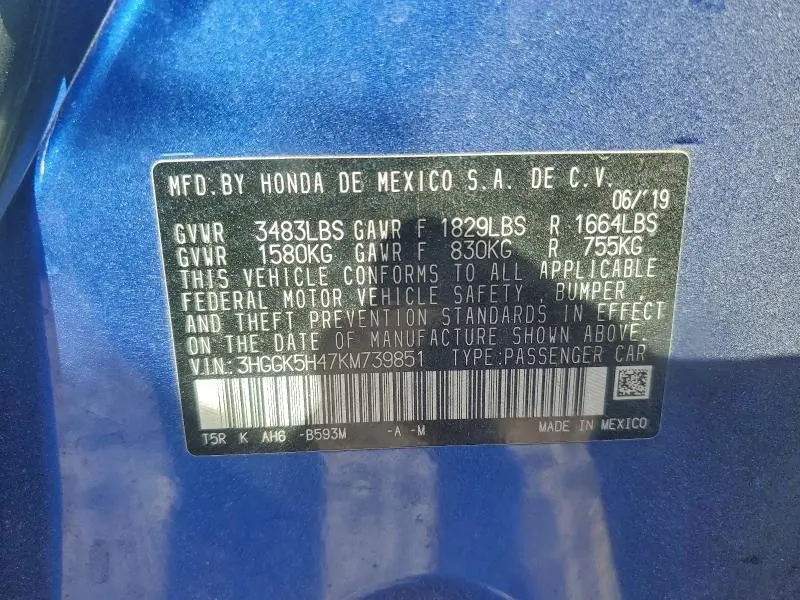 MFD.BY HONDA DE MEXICO S.A. DE C.V.
06/'19
GVWR 3483LBS GAWR F 1829LBS R 1664LBS
GVWR 1580KG GAWR F 830KG R 755KG
THIS VEHICLE CONFORMS TO ALL APPLICABLE
FEDERAL MOTOR VEHICLE SAFETY , BUMPER ,
AND THEFT PREVENTION STANDARDS IN EFFECT
ON THE DATE OF MANUFACTURE SHOWN ABOVE.
VIN: 3HGGK5H47KM739851 TYPE:PASSENGER CAR
T5R K AH6 -B593M -A -M MADE IN MEXICO